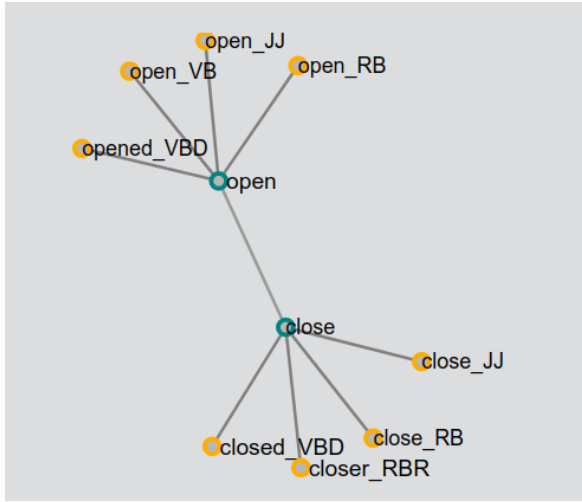 open_JJ
open_VB
open_RB
opened_VBD
open
close
close_JJ
close_RB
closed_VBD
closer_RBR